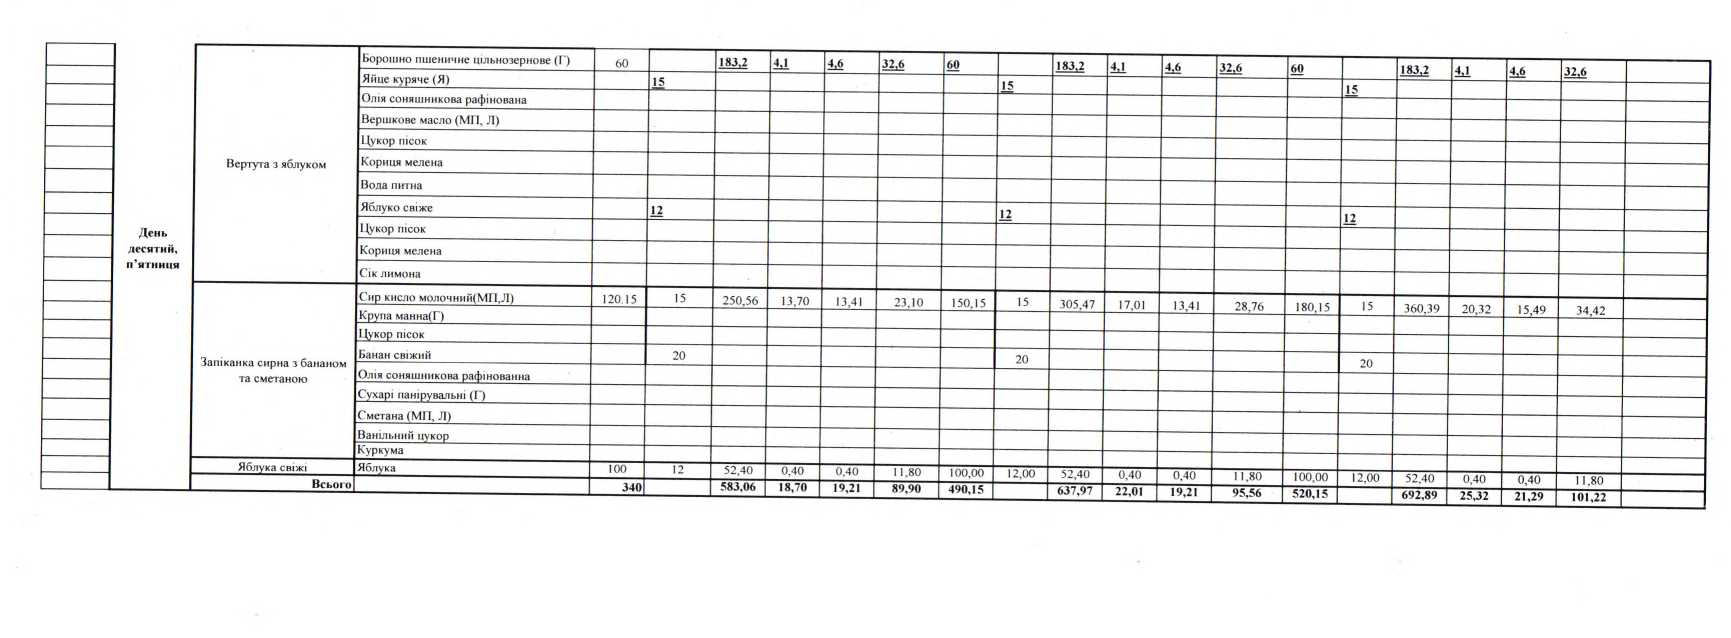 Борошно пшеничне цільнозернове (Г) 60 183,2 4,1 4,6 32,6 60 183,2 4,1 4,6 32,6 60 183,2 4,1 4,6 32,6
Яйце куряче (Я) 15 15 15
Олія соняшникова рафінована
Вершкове масло (МП, Л)
Цукор пісок
Вертута з яблуком Кориця мелена
Вода питна
Яблуко свіже 12 12 12
Цукор пісок
День
десятий,
п'ятниця
Кориця мелена
Сік лимона
Сир кисло молочний(МП,Л) 120.15 15 250,56 13,70 13,41 23,10 150,15 15 305,47 17,01 13,41 28,76 180,15 15 360,39 20,32 15,49 34,42
Крупа манна(Г)
Цукор пісок
Банан свіжий 20 20 20
Запіканка сирна з бананом
та сметаною
Олія соняшникова рафінованна
Сухарі панірувальні (Г)
Сметана (МП, Л)
Ванільний цукор
Куркума
Яблука свіжі Яблука 100 12 52,40 0,40 0,40 11,80 100,00 12,00 52,40 0,40 0,40 11,80 100,00 12,00 52,40 0,40 0,40 11,80
Всього 340 583,06 18,70 19,21 89,90 490,15 637,97 22,01 19,21 95,56 520,15 692,89 25,32 21,29 101,22